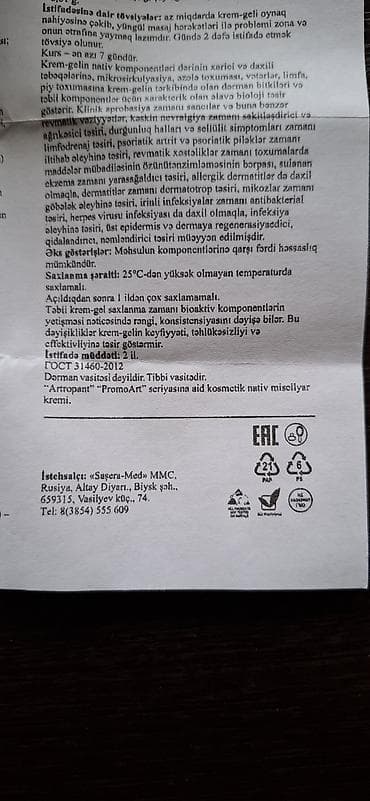 İstifadəsinə dair tövsiyələr: az miqdarda krem-geli oynaq
nahiyəsinə çəkib, yüngül masaj hərəkətləri ilə problemi zona və
onun ətrafına yaymaq lazımdır. Gündə 2 dəfə istifadə etmək
tövsiyə olunur.
Kurs – ən azı 7 gündür.
Krem-gelin nativ komponentləri dərinin xarici və daxili
təbəqələrinə, mikrosirkulyasiya, əzələ toxuması, vətərlər, limfa,
piy toxumasına krem-gelin tərkibində olan dərman bitkiləri və
təbii komponentlər üçün xarakterik olan əlavə bioloji təsir
göstərir. Klinik aprobasiya zamanı sancılar və buna bənzər
revmatik vəziyyətlər, kəskin nevralgiya zamanı sakitləşdirici və
ağrıkəsici təsiri, durğunluq halları və sellülit simptomları zamanı
limfodrenaj təsiri, psoriatik artrit və psoriatik piləklər zamanı
iltihab əleyhinə təsiri, revmatik xəstəliklər zamanı toxumalarda
maddələr mübadiləsinin özünütənzimləməsinin bərpası, sulanan
ekzema zamanı yarasağaldıcı təsiri, allergik dermatitlər də daxil
olmaqla, dermatitlər zamanı dermatotrop təsiri, mikozlar zamanı
göbələk əleyhinə təsiri, irinli infeksiyalar zamanı antibakterial
təsiri, herpes virusu infeksiyası da daxil olmaqla, infeksiya
əleyhinə təsiri, üst epidermis və dermaya regenerasiyaedici,
qidalandırıcı, nəmləndirici təsiri müəyyən edilmişdir.
Əks göstərişlər: Məhsulun komponentlərinə qarşı fərdi həssaslıq
mümkündür.
Saxlanma şəraiti: 25°C-dən yüksək olmayan temperaturda
saxlamalı.
Açıldıqdan sonra 1 ildən çox saxlamamalı.
Təbii krem-gel saxlanma zamanı bioaktiv komponentlərin
yetişməsi nəticəsində rəngi, konsistensiyasını dəyişə bilər. Bu
dəyişikliklər krem-gelin keyfiyyəti, təhlükəsizliyi və
effektivliyinə təsir göstərmir.
İstifadə müddəti: 2 il.
ГОСТ 31460-2012
Dərman vasitəsi deyildir. Tibbi vasitədir.
"Artropant" "PromoArt" seriyasına aid kosmetik nativ misellyar
kremi.
EAC
21
PAP
6
PS
İstehsalçı: «Saşera-Med» MMC,
Rusiya, Altay Diyarı., Biysk şəh.,
659315, Vasilyev küç., 74.
Tel: 8(3854) 555 609